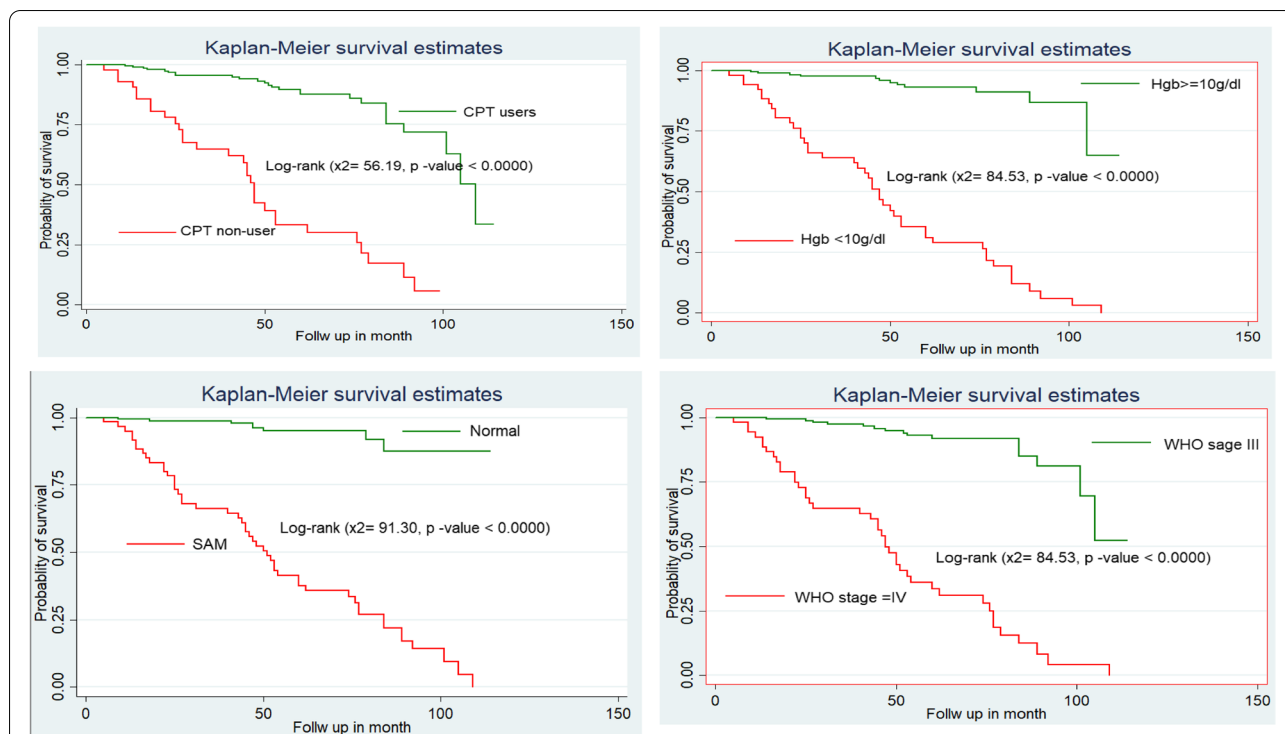 Kaplan-Meier survival estimates
Probablity of survival
1.00
0.75
0.50
0.25
0.00
CPT users
Log-rank (x2= 56.19, p -value < 0.0000)
CPT non-user
0
50
100
150
Follw up in month
Kaplan-Meier survival estimates
Probablity of survival
1.00
0.75
0.50
0.25
0.00
Hgb>=10g/dl
Log-rank (x2= 84.53, p -value < 0.0000)
Hgb <10g/dl
0
50
100
150
Follw up in month
Kaplan-Meier survival estimates
Probablity of survival
1.00
0.75
0.50
0.25
0.00
Normal
Log-rank (x2= 91.30, p -value < 0.0000)
SAM
0
50
100
150
Follw up in month
Kaplan-Meier survival estimates
Probablity of survival
1.00
0.75
0.50
0.25
0.00
WHO sage III
Log-rank (x2= 84.53, p -value < 0.0000)
WHO stage =IV
0
50
100
150
Follw up in month